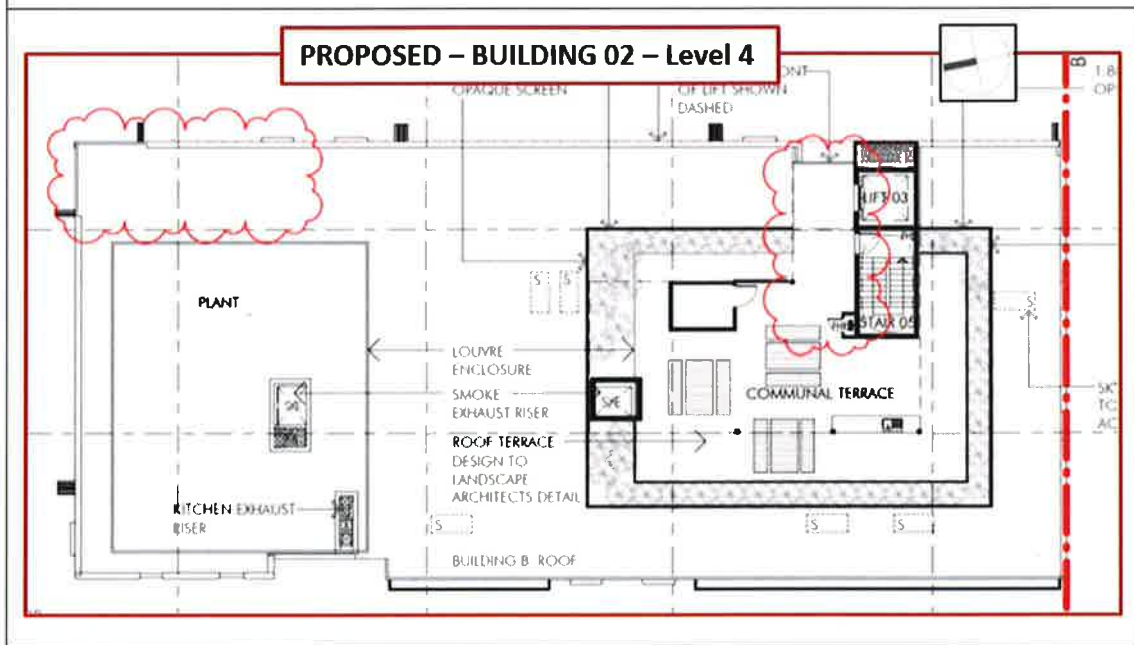 PROPOSED – BUILDING 02 – Level 4
B
OPAQUE SCREEN
OF LIFT SHOWN
DASHED
LIFT 03
PLANT
S
S
S
STAIR 05
LOUVRE
ENCLOSURE
SMOKE
EXHAUST RISER
S/E
COMMUNAL TERRACE
ROOF TERRACE
DESIGN TO
LANDSCAPE
ARCHITECTS DETAIL
KITCHEN EXHAUST
RISER
S
S
S
BUILDING B ROOF